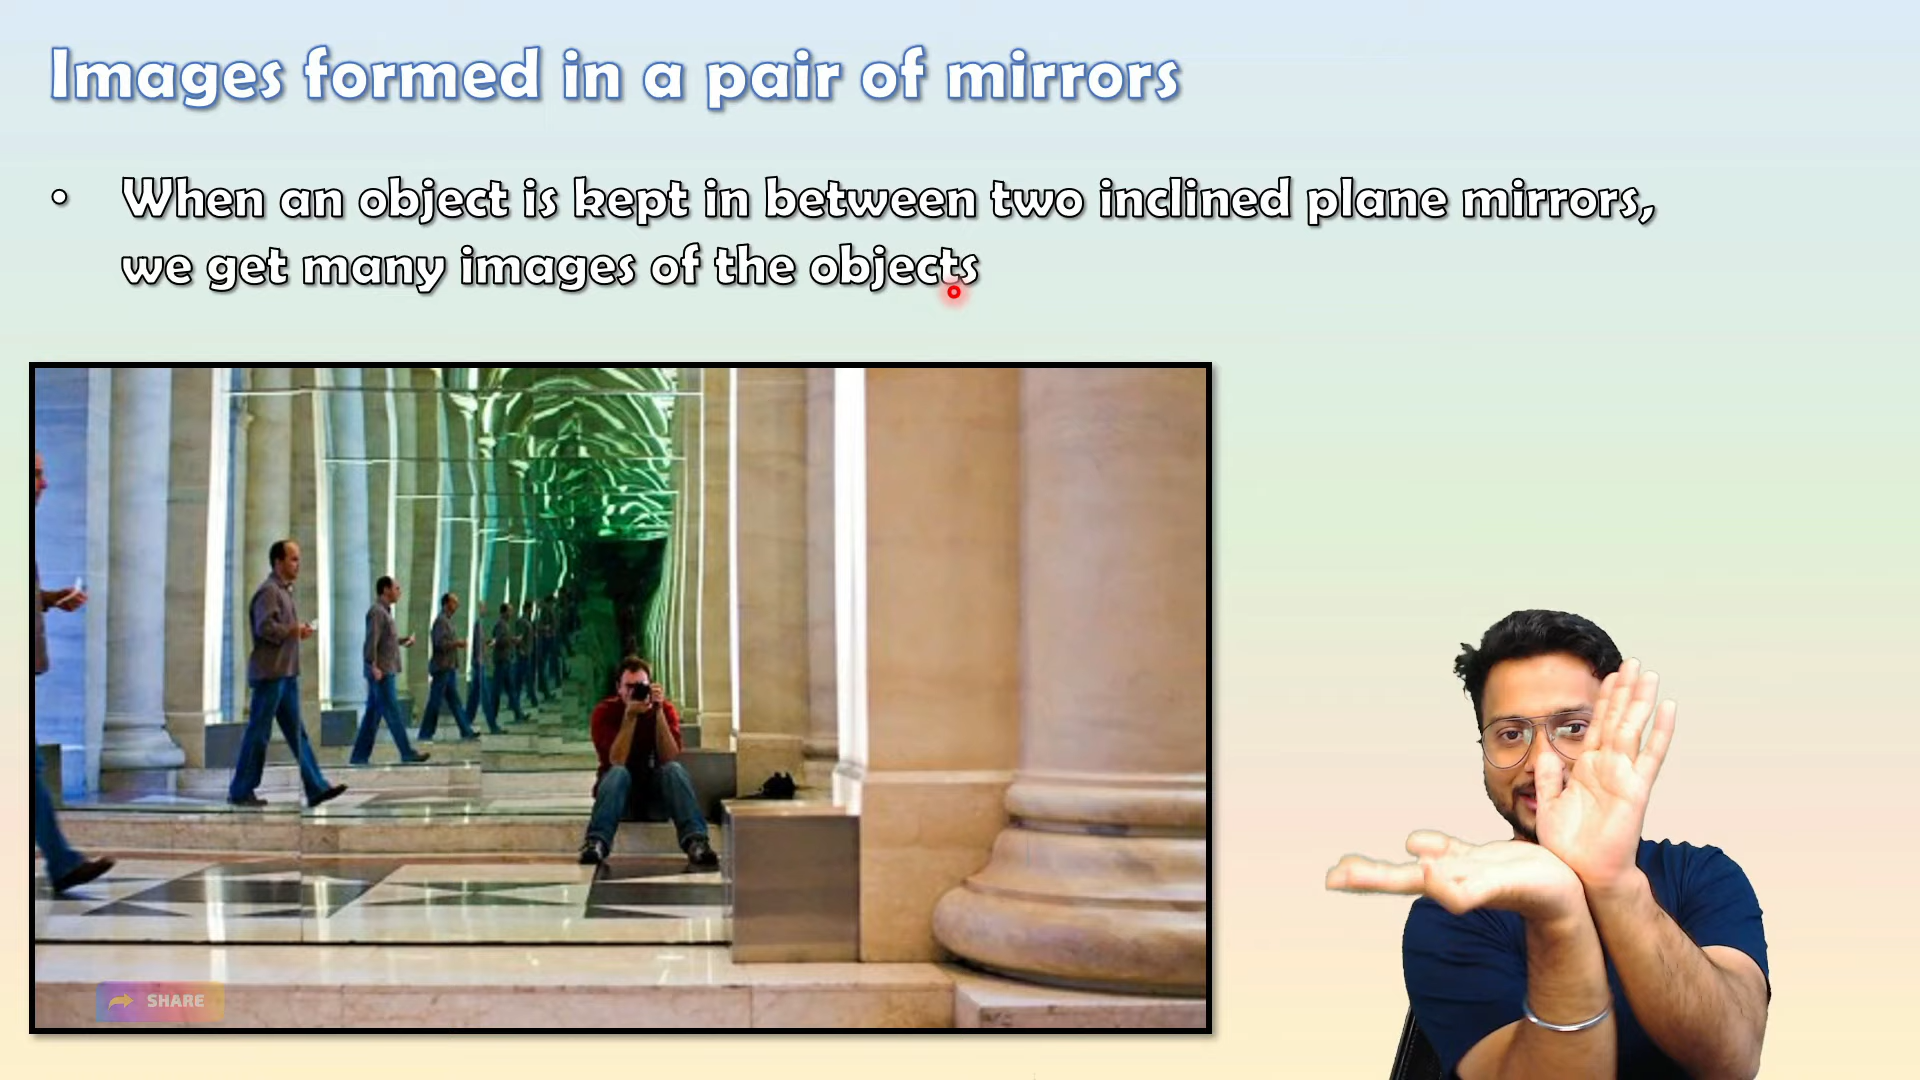 Images formed in a pair of mirrors
• When an object is kept in between two inclined plane mirrors,
we get many images of the objects
SHARE